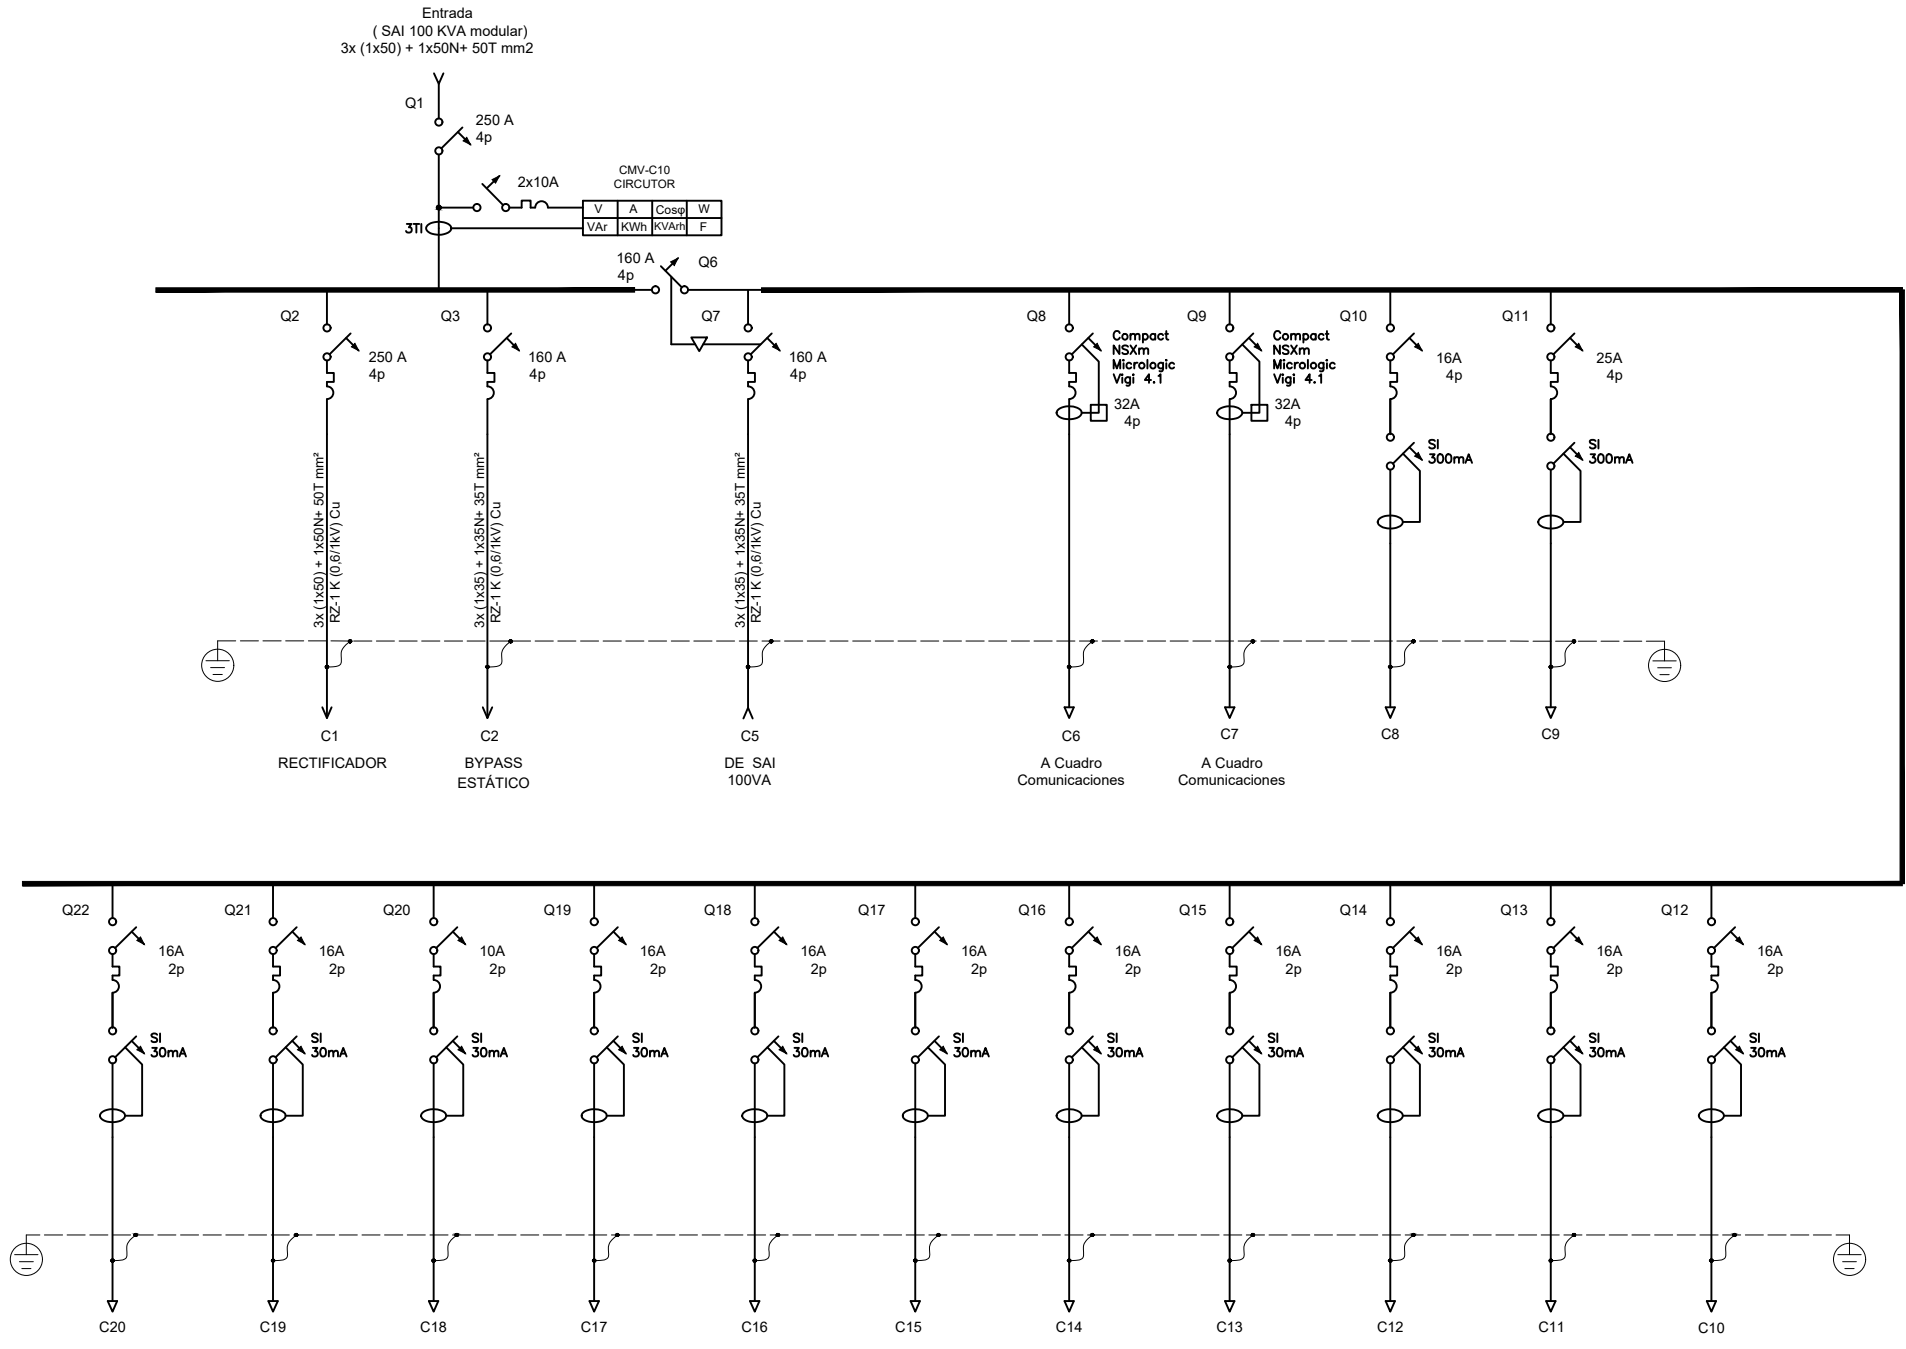 Entrada
( SAI 100 KVA modular)
3x (1x50) + 1x50N+ 50T mm2
Q1
250 A
4p
2x10A
CMV-C10
CIRCUTOR
V A Cosφ W
VAr KWh KVArh F
3TI
160 A
4p
Q6
Q2
250 A
4p
3x (1x50) + 1x50N+ 50T mm²
RZ-1 K (0,6/1kV) Cu
Q3
160 A
4p
3x (1x35) + 1x35N+ 35T mm²
RZ-1 K (0,6/1kV) Cu
Q7
160 A
4p
3x (1x35) + 1x35N+ 35T mm²
RZ-1 K (0,6/1kV) Cu
Q8
Compact
NSXm
Micrologic
Vigi 4.1
32A
4p
Q9
Compact
NSXm
Micrologic
Vigi 4.1
32A
4p
Q10
16A
4p
SI
300mA
Q11
25A
4p
SI
300mA
C1
RECTIFICADOR
C2
BYPASS
ESTÁTICO
C5
DE SAI
100VA
C6
A Cuadro
Comunicaciones
C7
A Cuadro
Comunicaciones
C8
C9
Q22
16A
2p
SI
30mA
Q21
16A
2p
SI
30mA
Q20
10A
2p
SI
30mA
Q19
16A
2p
SI
30mA
Q18
16A
2p
SI
30mA
Q17
16A
2p
SI
30mA
Q16
16A
2p
SI
30mA
Q15
16A
2p
SI
30mA
Q14
16A
2p
SI
30mA
Q13
16A
2p
SI
30mA
Q12
16A
2p
SI
30mA
C20
C19
C18
C17
C16
C15
C14
C13
C12
C11
C10